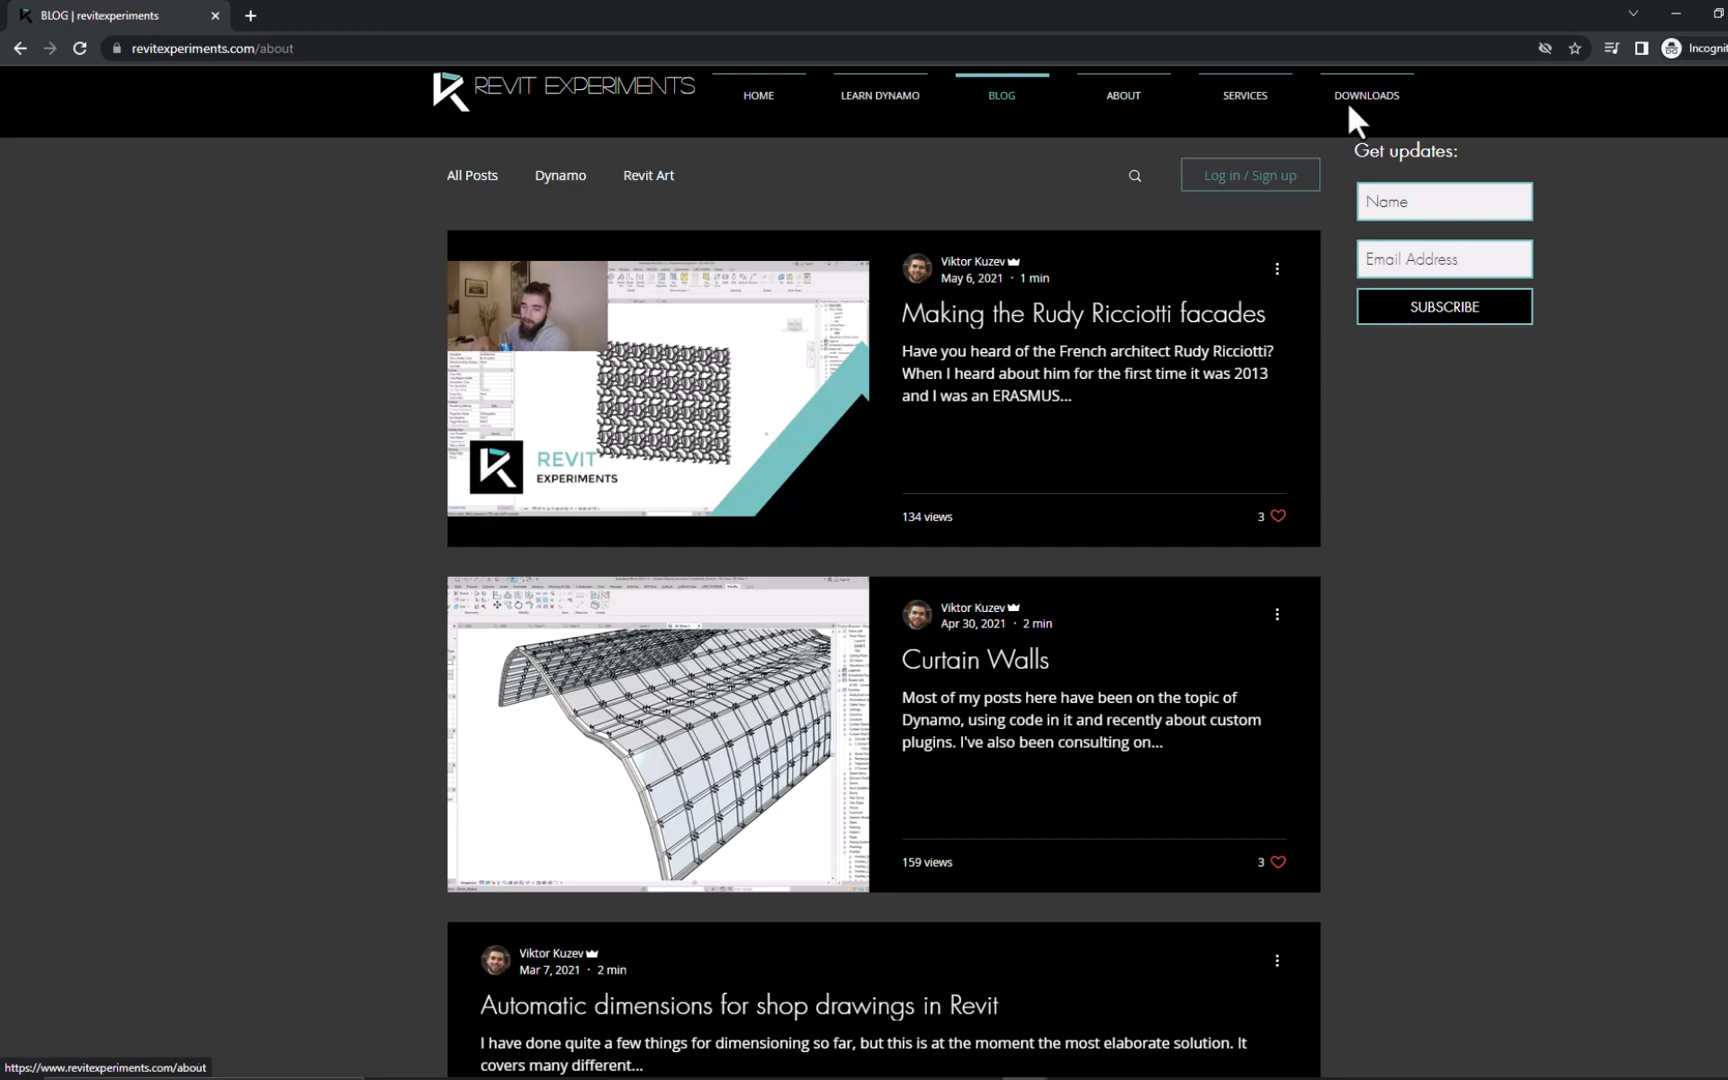 BLOG | revitexperiments
revitexperiments.com/about
Incogni
REVIT EXPERIMENTS
HOME
LEARN DYNAMO
BLOG
ABOUT
SERVICES
DOWNLOADS
All Posts
Dynamo
Revit Art
Log in / Sign up
Get updates:
Name
Email Address
SUBSCRIBE
REVIT
EXPERIMENTS
Viktor Kuzev
May 6, 2021 · 1 min
Making the Rudy Ricciotti facades
Have you heard of the French architect Rudy Ricciotti?
When I heard about him for the first time it was 2013
and I was an ERASMUS...
134 views
3
Viktor Kuzev
Apr 30, 2021 · 2 min
Curtain Walls
Most of my posts here have been on the topic of
Dynamo, using code in it and recently about custom
plugins. I've also been consulting on...
159 views
3
Viktor Kuzev
Mar 7, 2021 · 2 min
Automatic dimensions for shop drawings in Revit
I have done quite a few things for dimensioning so far, but this is at the moment the most elaborate solution. It
covers many different...
https://www.revitexperiments.com/about